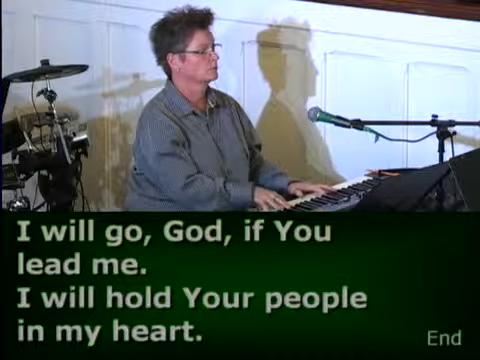 I will go, God, if You
lead me.
I will hold Your people
in my heart.
End